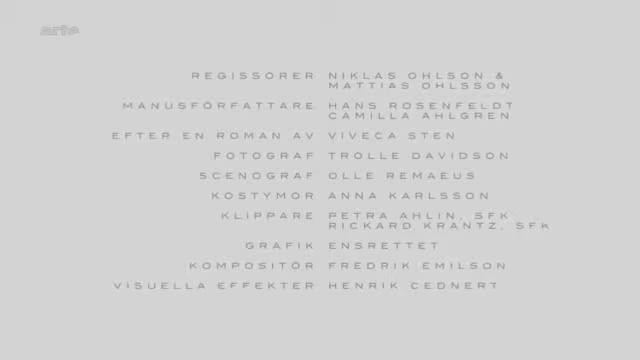 arte
REGISSÖRER NIKLAS OHLSON &
MATTIAS OHLSSON
MANUSFÖRFATTARE HANS ROSENFELDT
CAMILLA AHLGREN
EFTER EN ROMAN AV VIVECA STEN
FOTOGRAF TROLLE DAVIDSON
SCENOGRAF OLLE REMAEUS
KOSTYMÖR ANNA KARLSSON
KLIPPARE PETRA AHLIN, SFK
RICKARD KRANTZ, SFK
GRAFIK ENSRETTET
KOMPOSITÖR FREDRIK EMILSON
VISUELLA EFFEKTER HENRIK CEDNERT